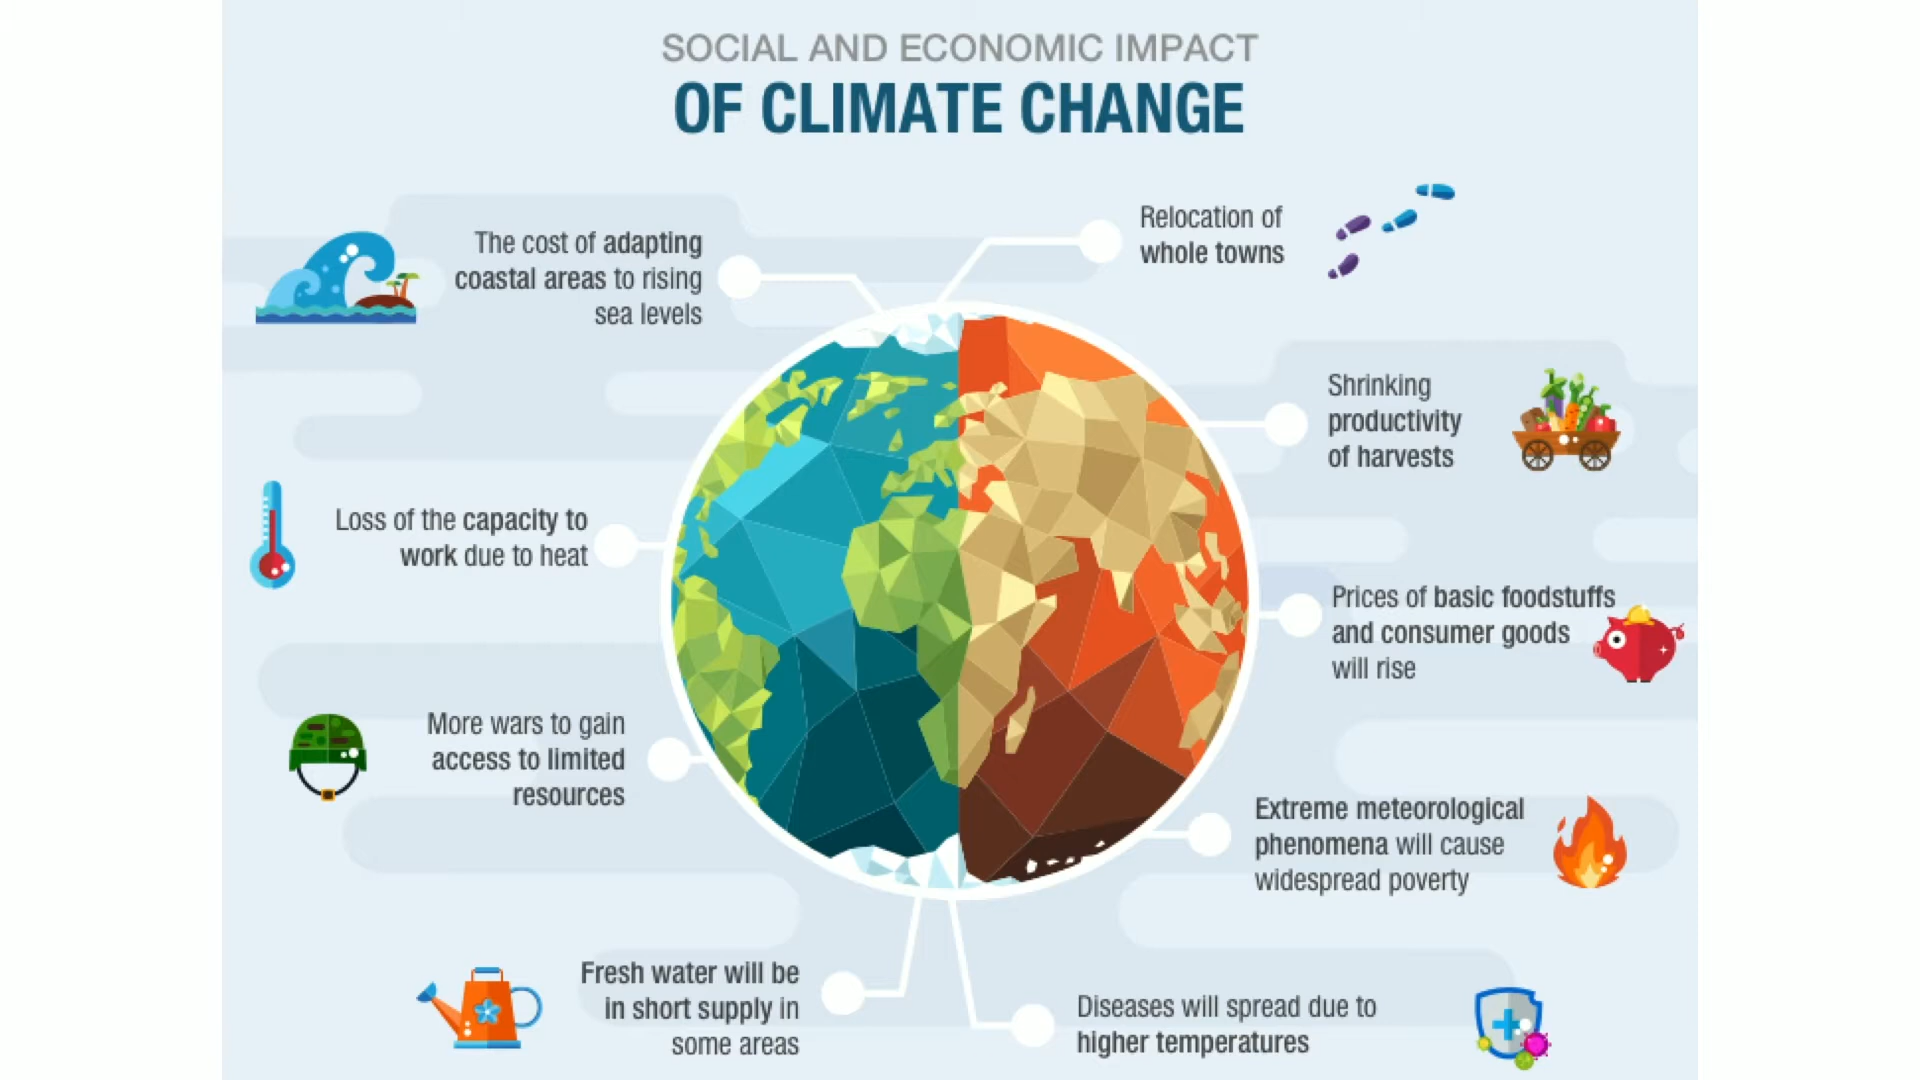 SOCIAL AND ECONOMIC IMPACT
OF CLIMATE CHANGE
The cost of adapting
coastal areas to rising
sea levels
Relocation of
whole towns
Shrinking
productivity
of harvests
Loss of the capacity to
work due to heat
Prices of basic foodstuffs
and consumer goods
will rise
More wars to gain
access to limited
resources
Extreme meteorological
phenomena will cause
widespread poverty
Fresh water will be
in short supply in
some areas
Diseases will spread due to
higher temperatures